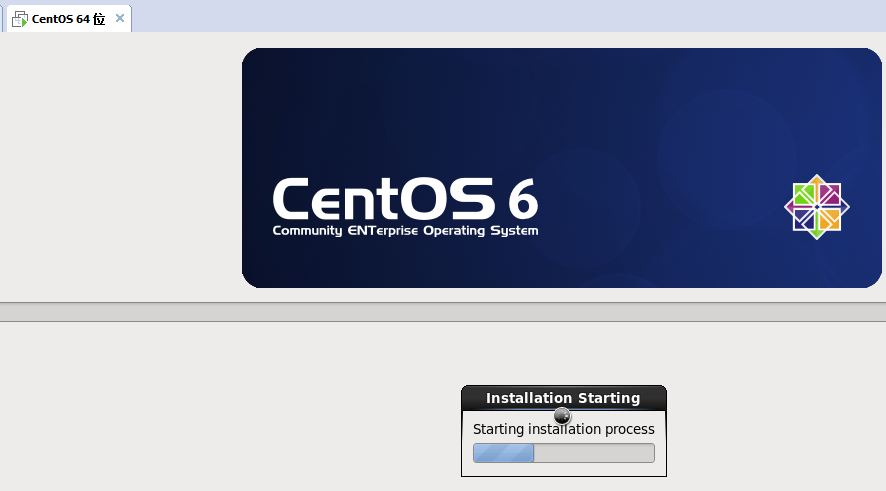 CentOS 64 位
CentOS 6
Community ENTerprise Operating System
Installation Starting
Starting installation process